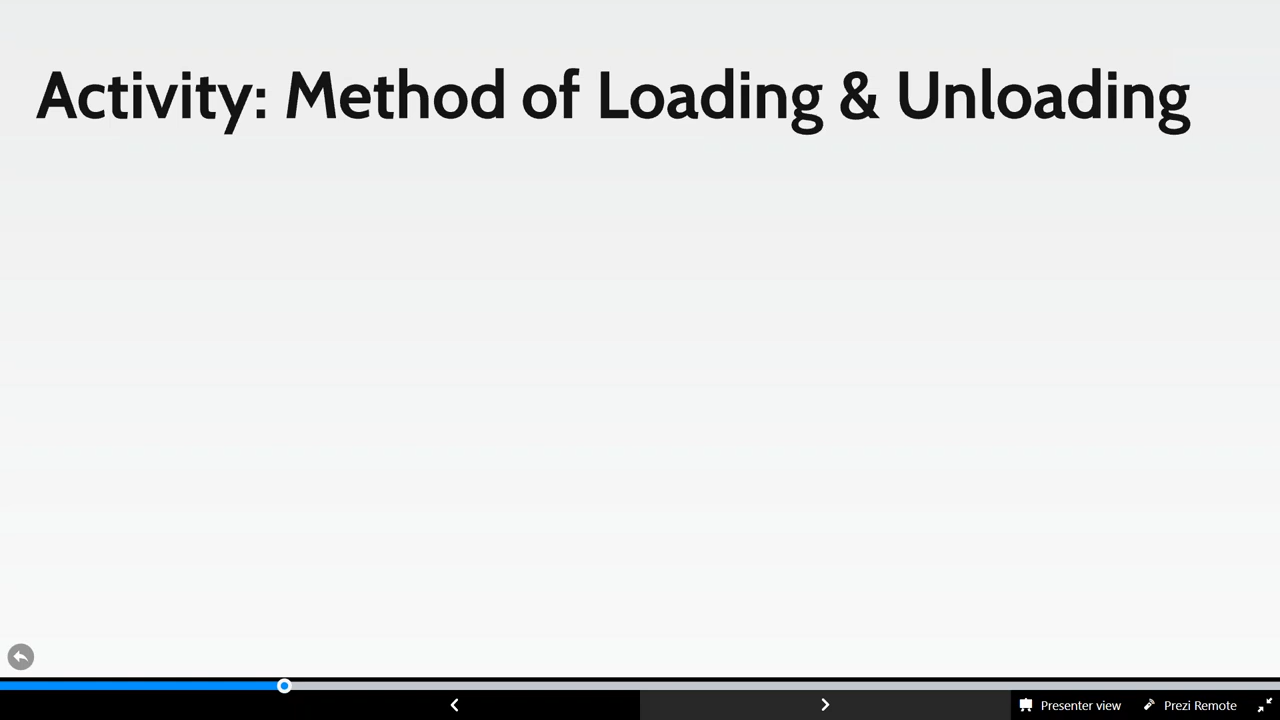 Activity: Method of Loading & Unloading
Presenter view
Prezi Remote